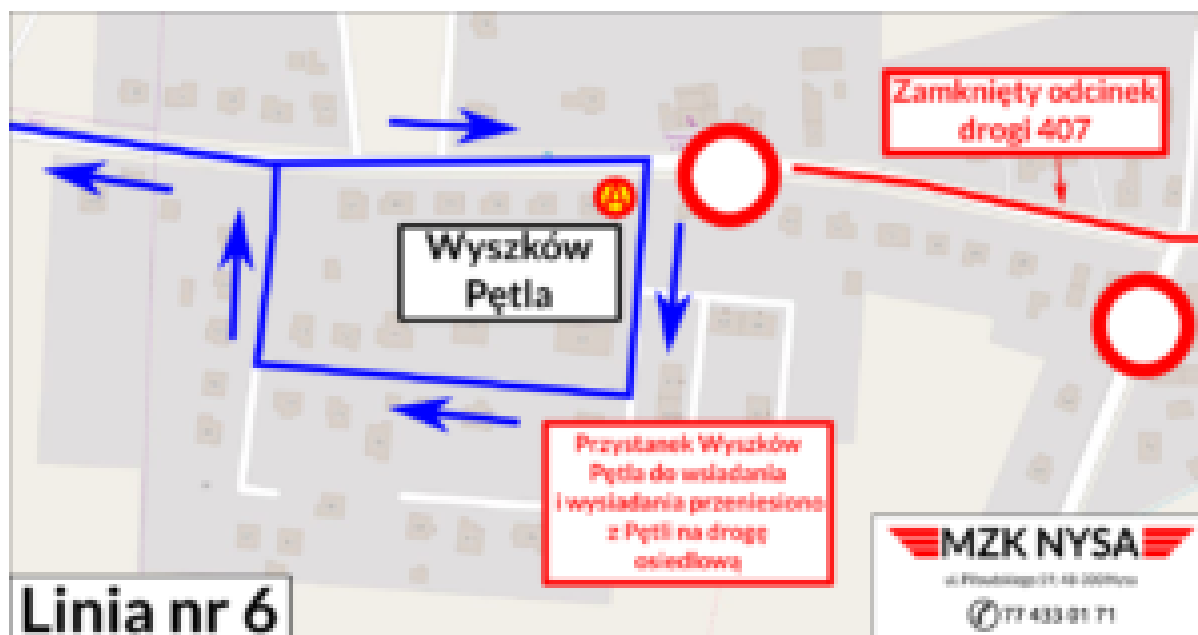 Zamknięty odcinek
drogi 407
Wyszków
Pętla
Przystanek Wyszków
Pętla do wsiadania
i wysiadania przeniesiono
z Pętli na drogę
osiedlową
MZK NYSA
77 433 01 71
Linia nr 6